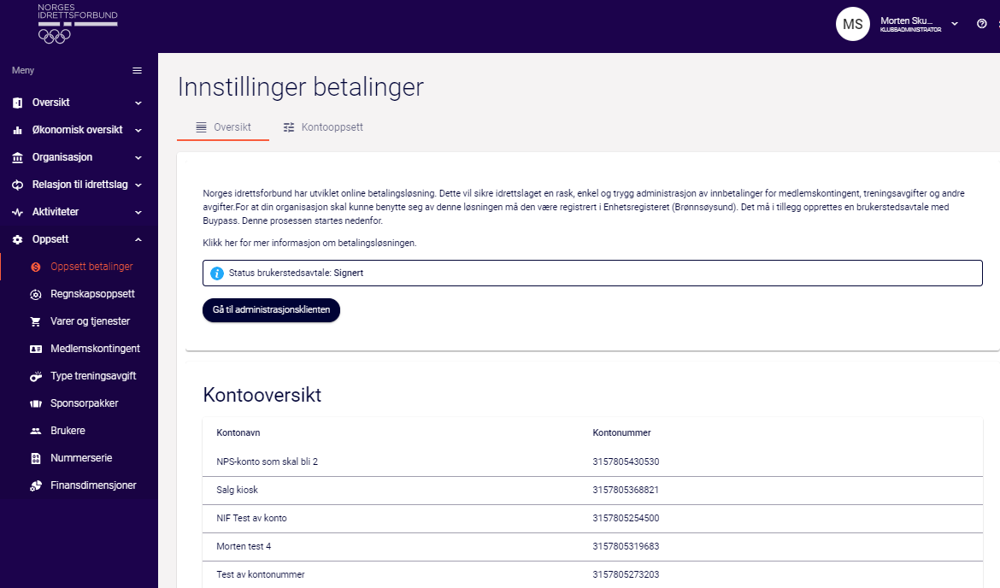 NORGES
IDRETTSFORBUND
MS
Morten Sku...
KLUBBADMINISTRATOR
Meny
Oversikt
Økonomisk oversikt
Organisasjon
Relasjon til idrettslag
Aktiviteter
Oppsett
Oppsett betalinger
Regnskapsoppsett
Varer og tjenester
Medlemskontingent
Type treningsavgift
Sponsorpakker
Brukere
Nummerserie
Finansdimensjoner
Innstillinger betalinger
Oversikt
Kontooppsett
Norges idrettsforbund har utviklet online betalingsløsning. Dette vil sikre idrettslaget en rask, enkel og trygg administrasjon av innbetalinger for medlemskontingent, treningsavgifter og andre
avgifter.For at din organisasjon skal kunne benytte seg av denne løsningen må den være registrert i Enhetsregisteret (Brønnsøysund). Det må i tillegg opprettes en brukerstedsavtale med
Buypass. Denne prosessen startes nedenfor.
Klikk her for mer informasjon om betalingsløsningen.
Status brukerstedsavtale: Signert
Gå til administrasjonsklienten
Kontooversikt
Kontonavn Kontonummer
NPS-konto som skal bli 2 3157805430530
Salg kiosk 3157805368821
NIF Test av konto 3157805254500
Morten test 4 3157805319683
Test av kontonummer 3157805273203